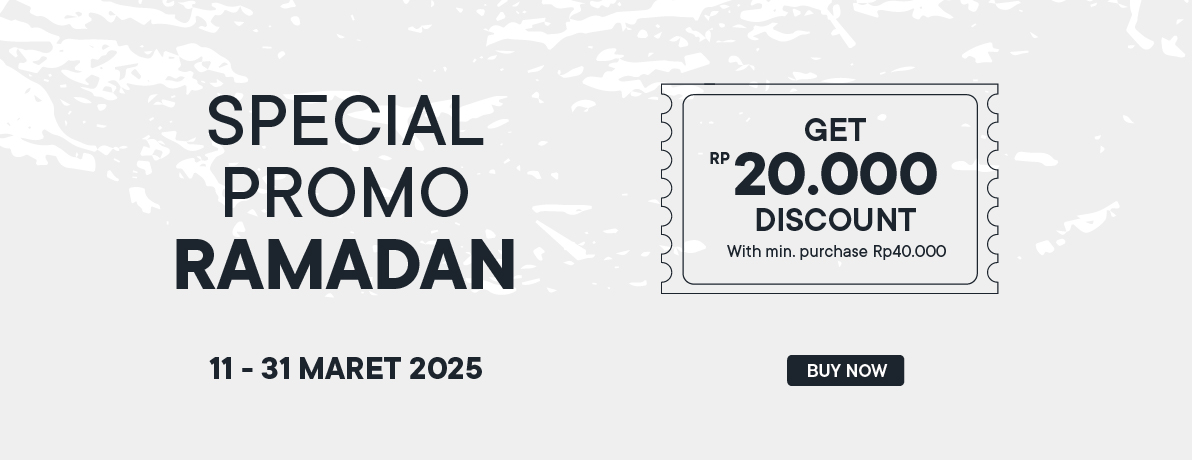 SPECIAL
PROMO
RAMADAN
11 - 31 MARET 2025
GET
RP 20.000
DISCOUNT
With min. purchase Rp40.000
BUY NOW